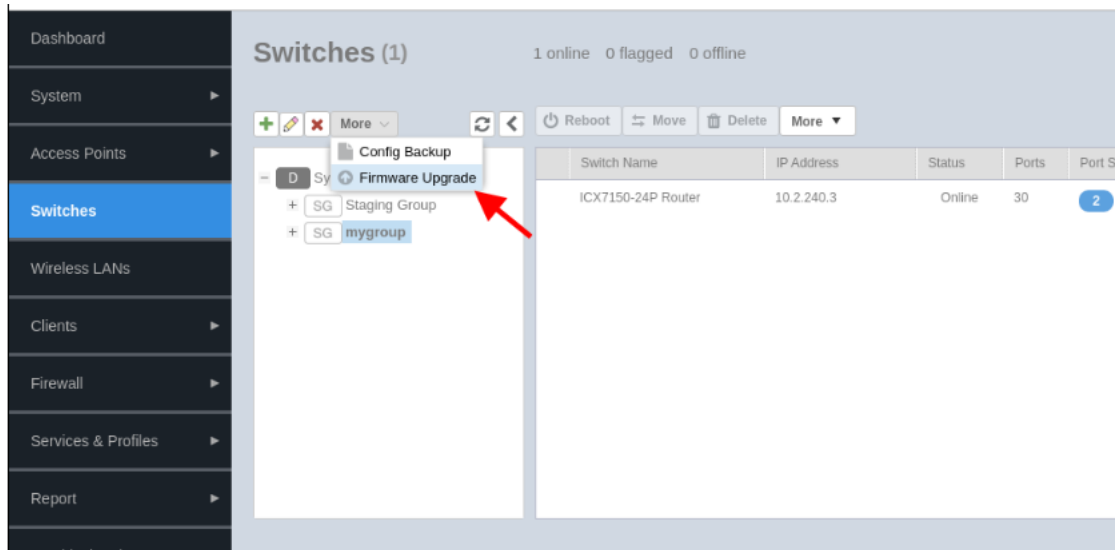 Dashboard
System
Access Points
Switches
Wireless LANs
Clients
Firewall
Services & Profiles
Report
Switches (1)
1 online 0 flagged 0 offline
More
Config Backup
Firmware Upgrade
D Sy
SG Staging Group
SG mygroup
Reboot Move Delete More
Switch Name IP Address Status Ports Port S
ICX7150-24P Router 10.2.240.3 Online 30 2